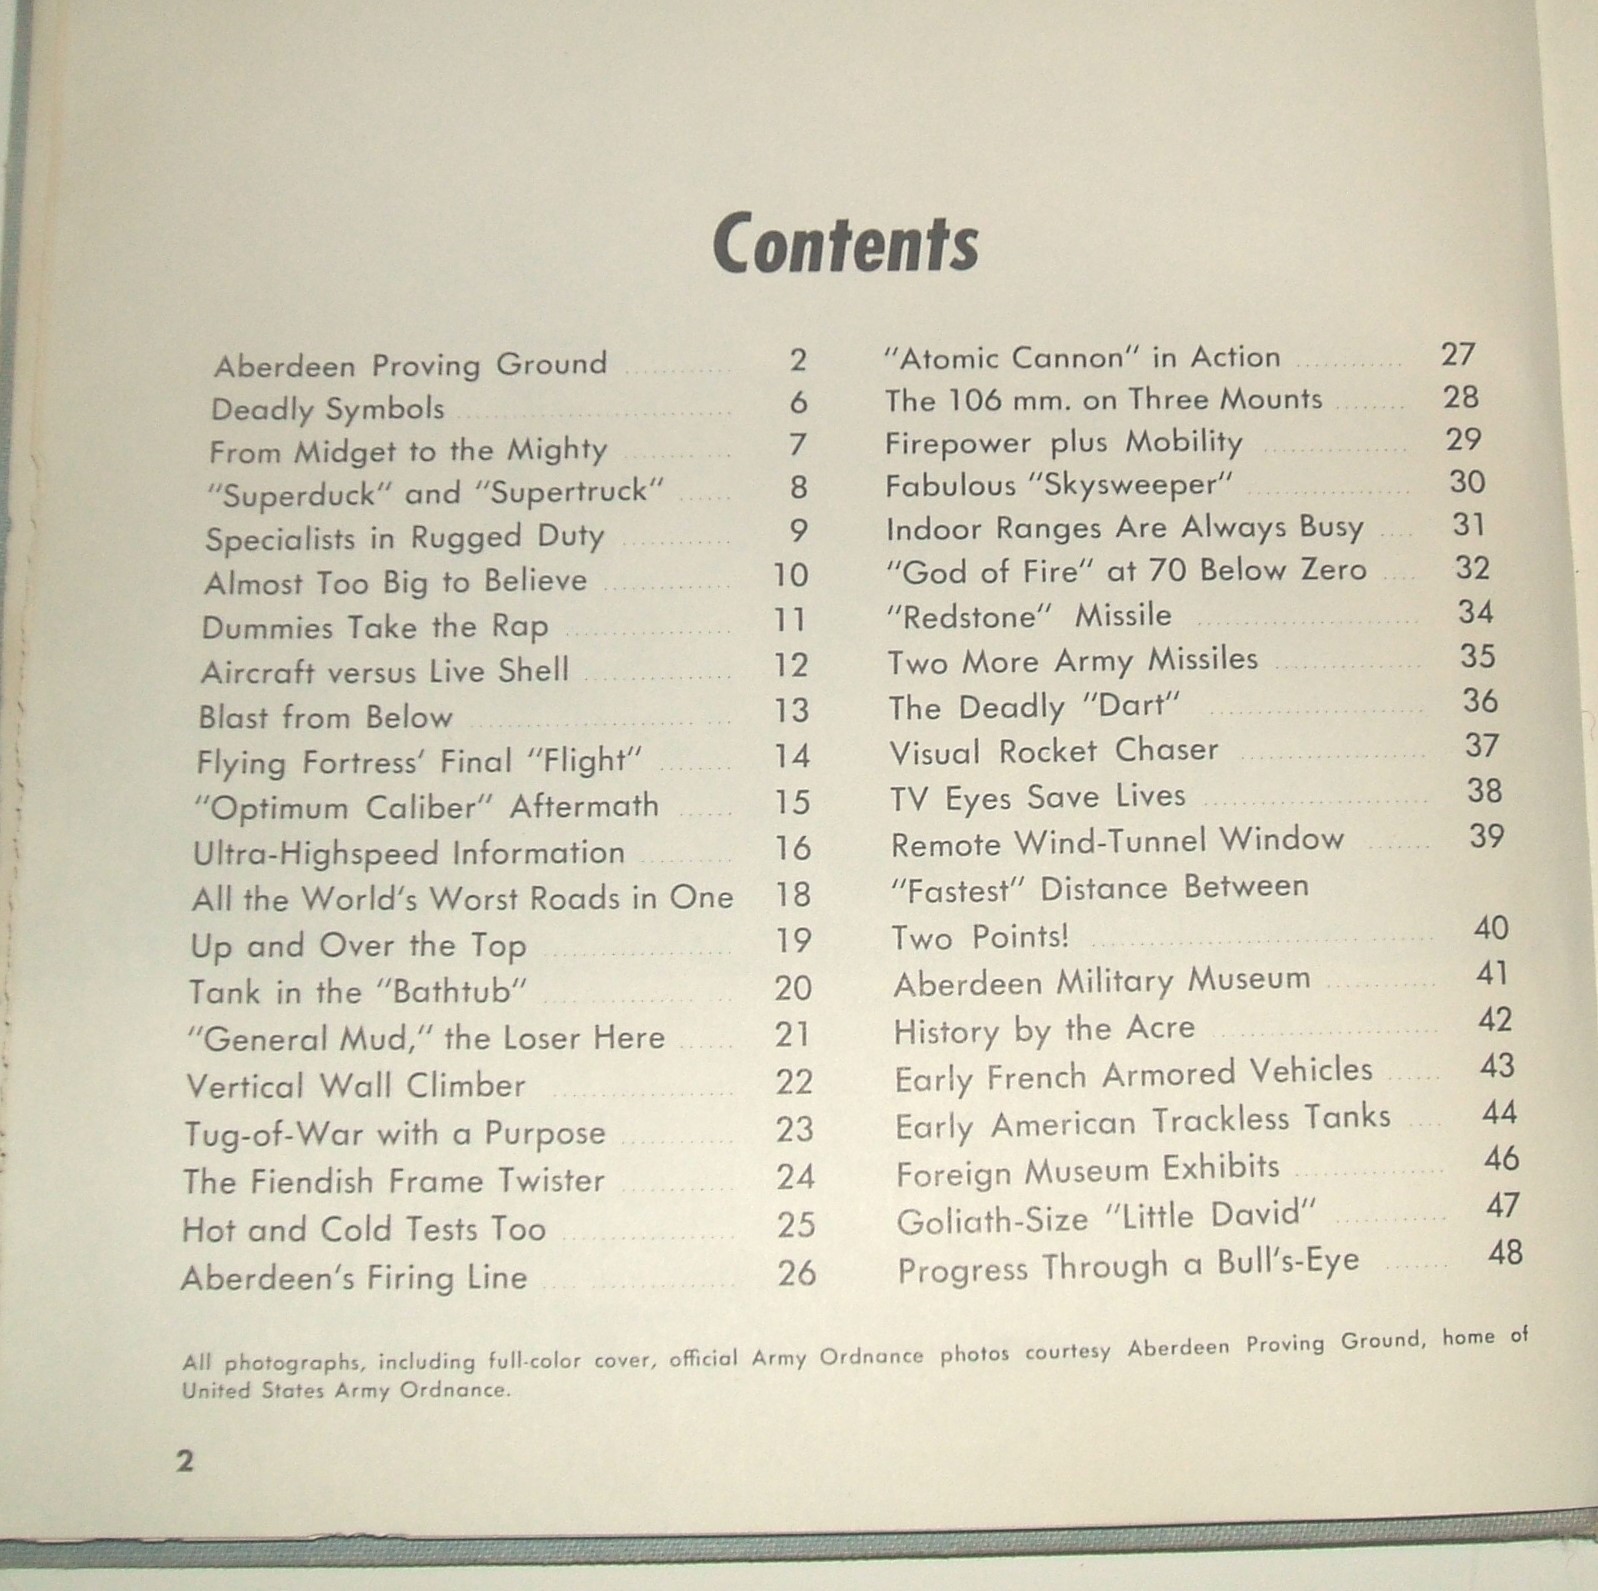 Contents
Aberdeen Proving Ground ............ 2
Deadly Symbols ............ 6
From Midget to the Mighty ............ 7
"Superduck" and "Supertruck" ...... 8
Specialists in Rugged Duty ............ 9
Almost Too Big to Believe ............ 10
Dummies Take the Rap ............ 11
Aircraft versus Live Shell ............ 12
Blast from Below ............ 13
Flying Fortress' Final "Flight" ........ 14
"Optimum Caliber" Aftermath ...... 15
Ultra-Highspeed Information ......... 16
All the World's Worst Roads in One 18
Up and Over the Top ............ 19
Tank in the "Bathtub" ............ 20
"General Mud," the Loser Here ...... 21
Vertical Wall Climber ............ 22
Tug-of-War with a Purpose ............ 23
The Fiendish Frame Twister ............ 24
Hot and Cold Tests Too ............ 25
Aberdeen's Firing Line ............ 26
"Atomic Cannon" in Action ............ 27
The 106 mm. on Three Mounts ........ 28
Firepower plus Mobility ............ 29
Fabulous "Skysweeper" ............ 30
Indoor Ranges Are Always Busy .... 31
"God of Fire" at 70 Below Zero .... 32
"Redstone" Missile ............ 34
Two More Army Missiles ............ 35
The Deadly "Dart" ............ 36
Visual Rocket Chaser ............ 37
TV Eyes Save Lives ............ 38
Remote Wind-Tunnel Window ....... 39
"Fastest" Distance Between
Two Points! ............ 40
Aberdeen Military Museum ............ 41
History by the Acre ............ 42
Early French Armored Vehicles ...... 43
Early American Trackless Tanks .... 44
Foreign Museum Exhibits ............ 46
Goliath-Size "Little David" ............ 47
Progress Through a Bull's-Eye ....... 48
All photographs, including full-color cover, official Army Ordnance photos courtesy Aberdeen Proving Ground, home of
United States Army Ordnance.
2